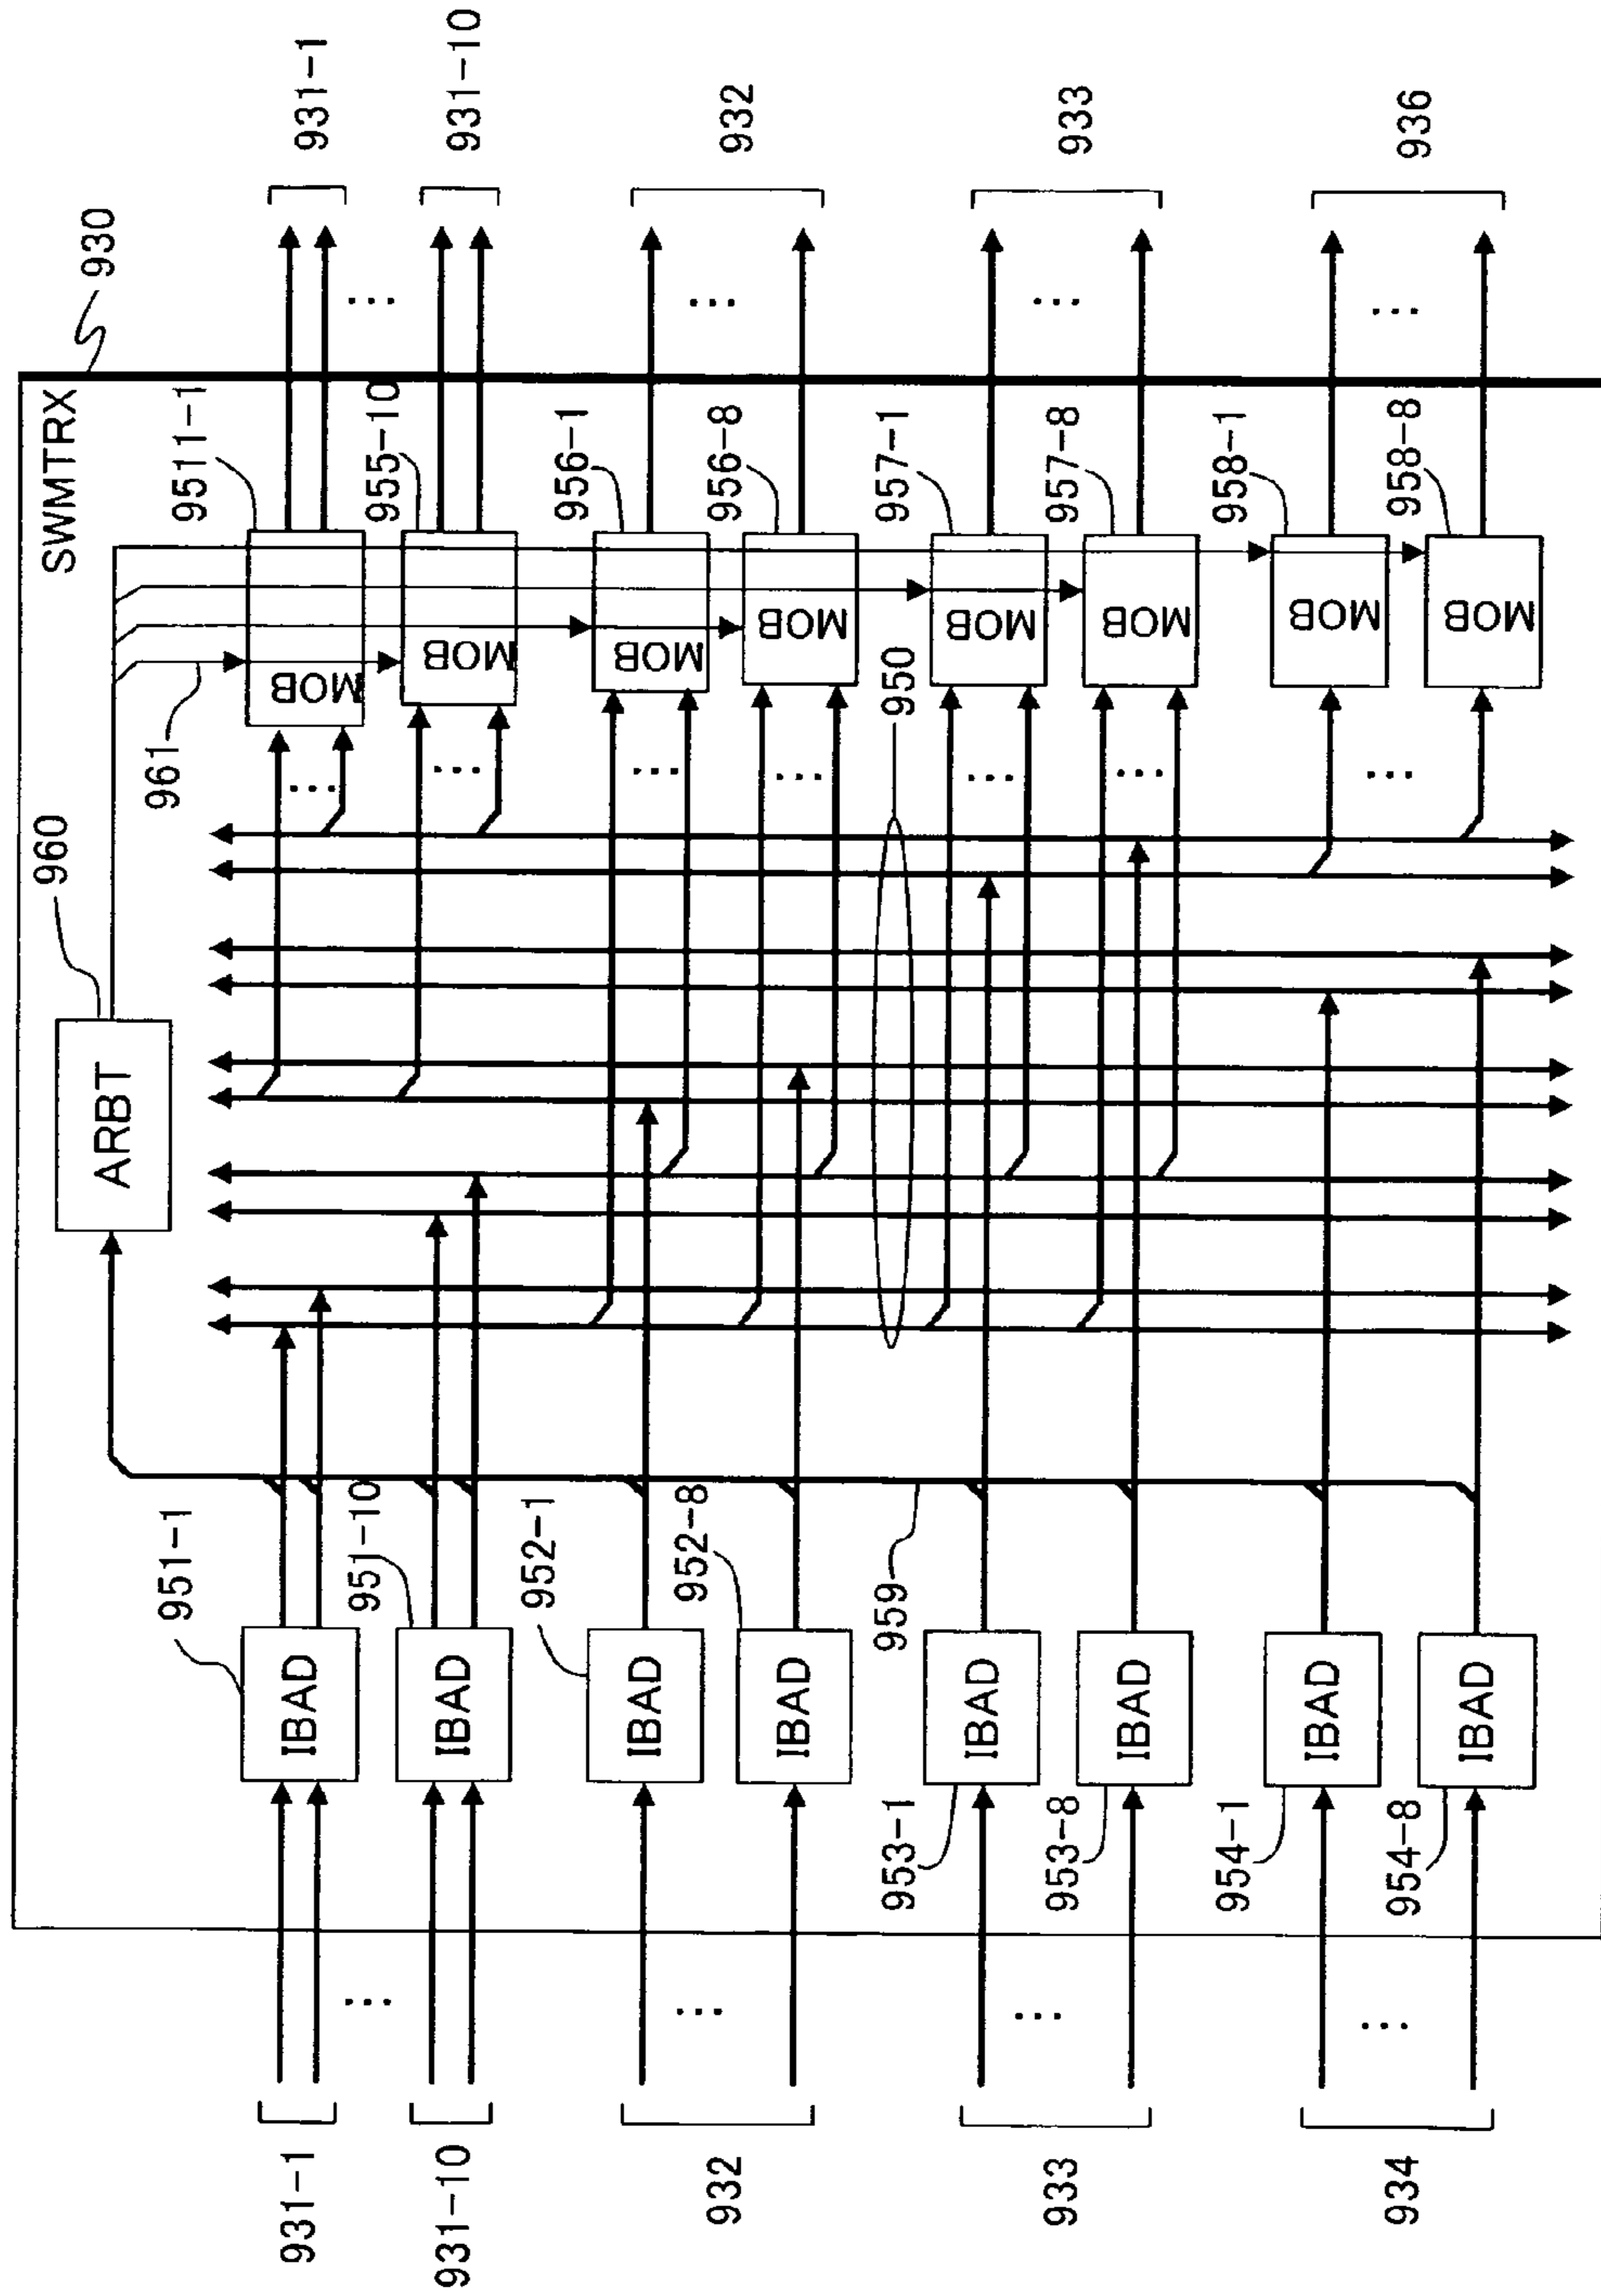 SWMTRX
930
ARBT
960
961
951-1
IBAD
951-10
IBAD
952-1
IBAD
952-8
IBAD
953-1
IBAD
953-8
IBAD
954-1
IBAD
954-8
IBAD
959
950
9511-1
MOB
955-10
MOB
956-1
MOB
956-8
MOB
957-1
MOB
957-8
MOB
958-1
MOB
958-8
MOB
931-1
931-10
932
933
934
931-1
931-10
932
933
936